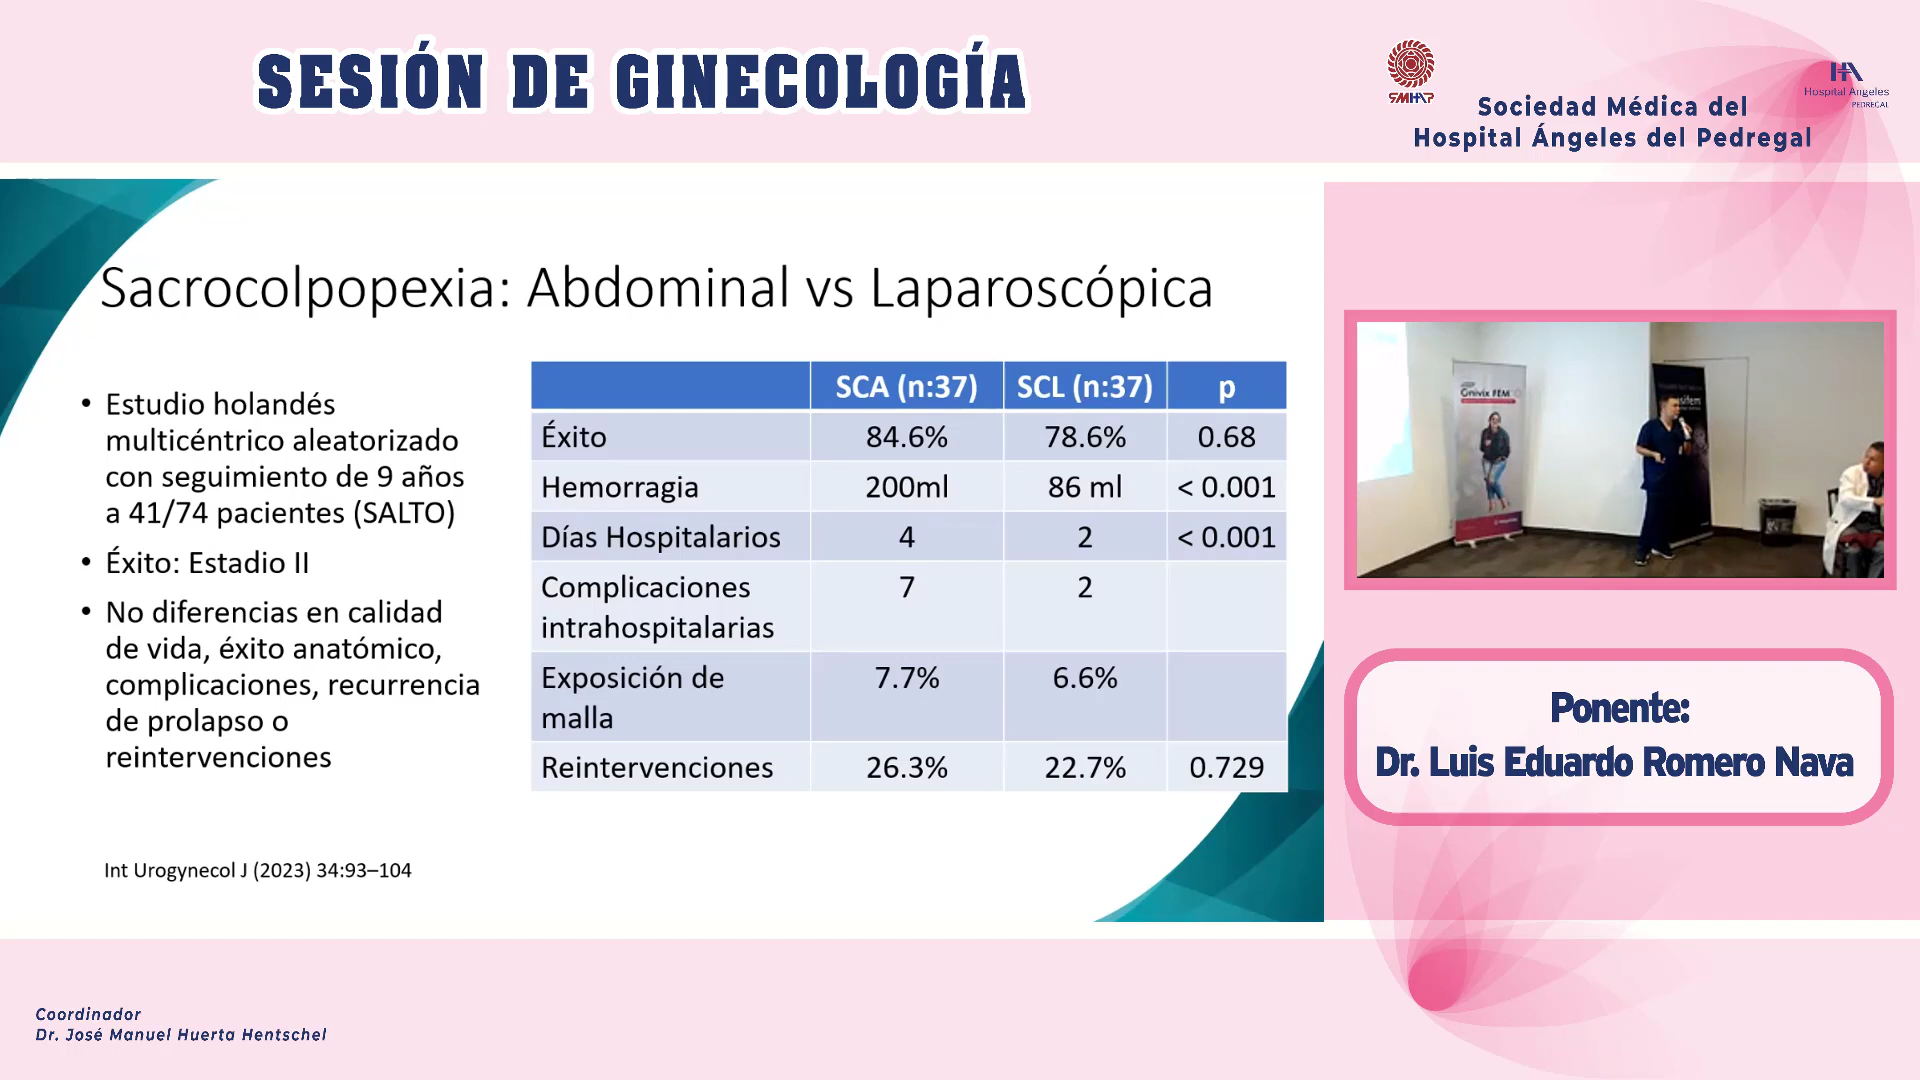 SESIÓN DE GINECOLOGÍA
SMHAP
Sociedad Médica del
Hospital Ángeles del Pedregal
HA
Hospital Angeles
PEDREGAL
Sacrocolpopexia: Abdominal vs Laparoscópica
• Estudio holandés
multicéntrico aleatorizado
con seguimiento de 9 años
a 41/74 pacientes (SALTO)
• Éxito: Estadio II
• No diferencias en calidad
de vida, éxito anatómico,
complicaciones, recurrencia
de prolapso o
reintervenciones
SCA (n:37) SCL (n:37) p
Éxito 84.6% 78.6% 0.68
Hemorragia 200ml 86 ml < 0.001
Días Hospitalarios 4 2 < 0.001
Complicaciones 7 2
intrahospitalarias
Exposición de 7.7% 6.6%
malla
Reintervenciones 26.3% 22.7% 0.729
Int Urogynecol J (2023) 34:93–104
Ponente:
Dr. Luis Eduardo Romero Nava
Coordinador
Dr. José Manuel Huerta Hentschel